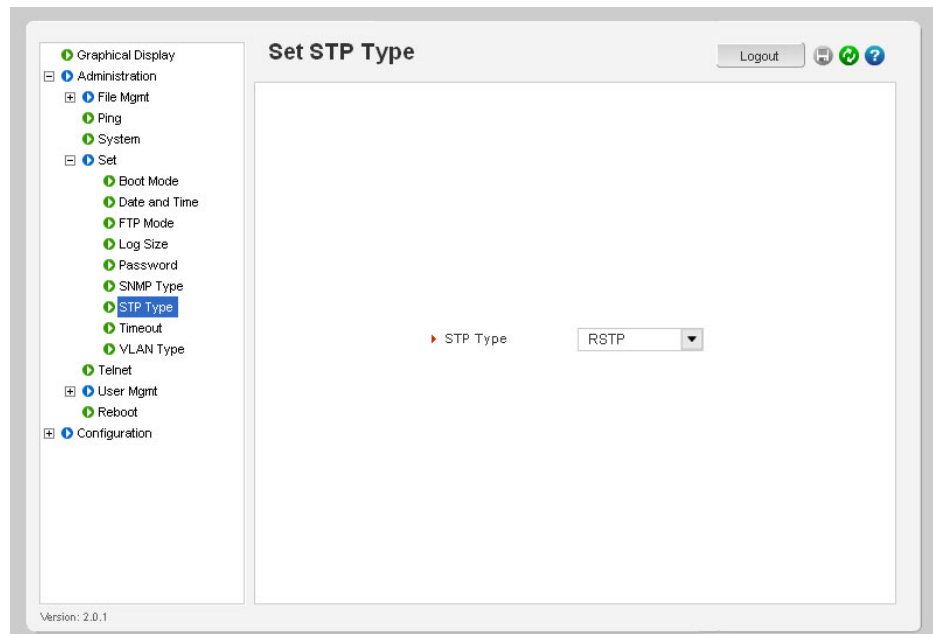 Set STP Type
Logout
Graphical Display
Administration
File Mgmt
Ping
System
Set
Boot Mode
Date and Time
FTP Mode
Log Size
Password
SNMP Type
STP Type
Timeout
VLAN Type
Telnet
User Mgmt
Reboot
Configuration
STP Type
RSTP
Version: 2.0.1